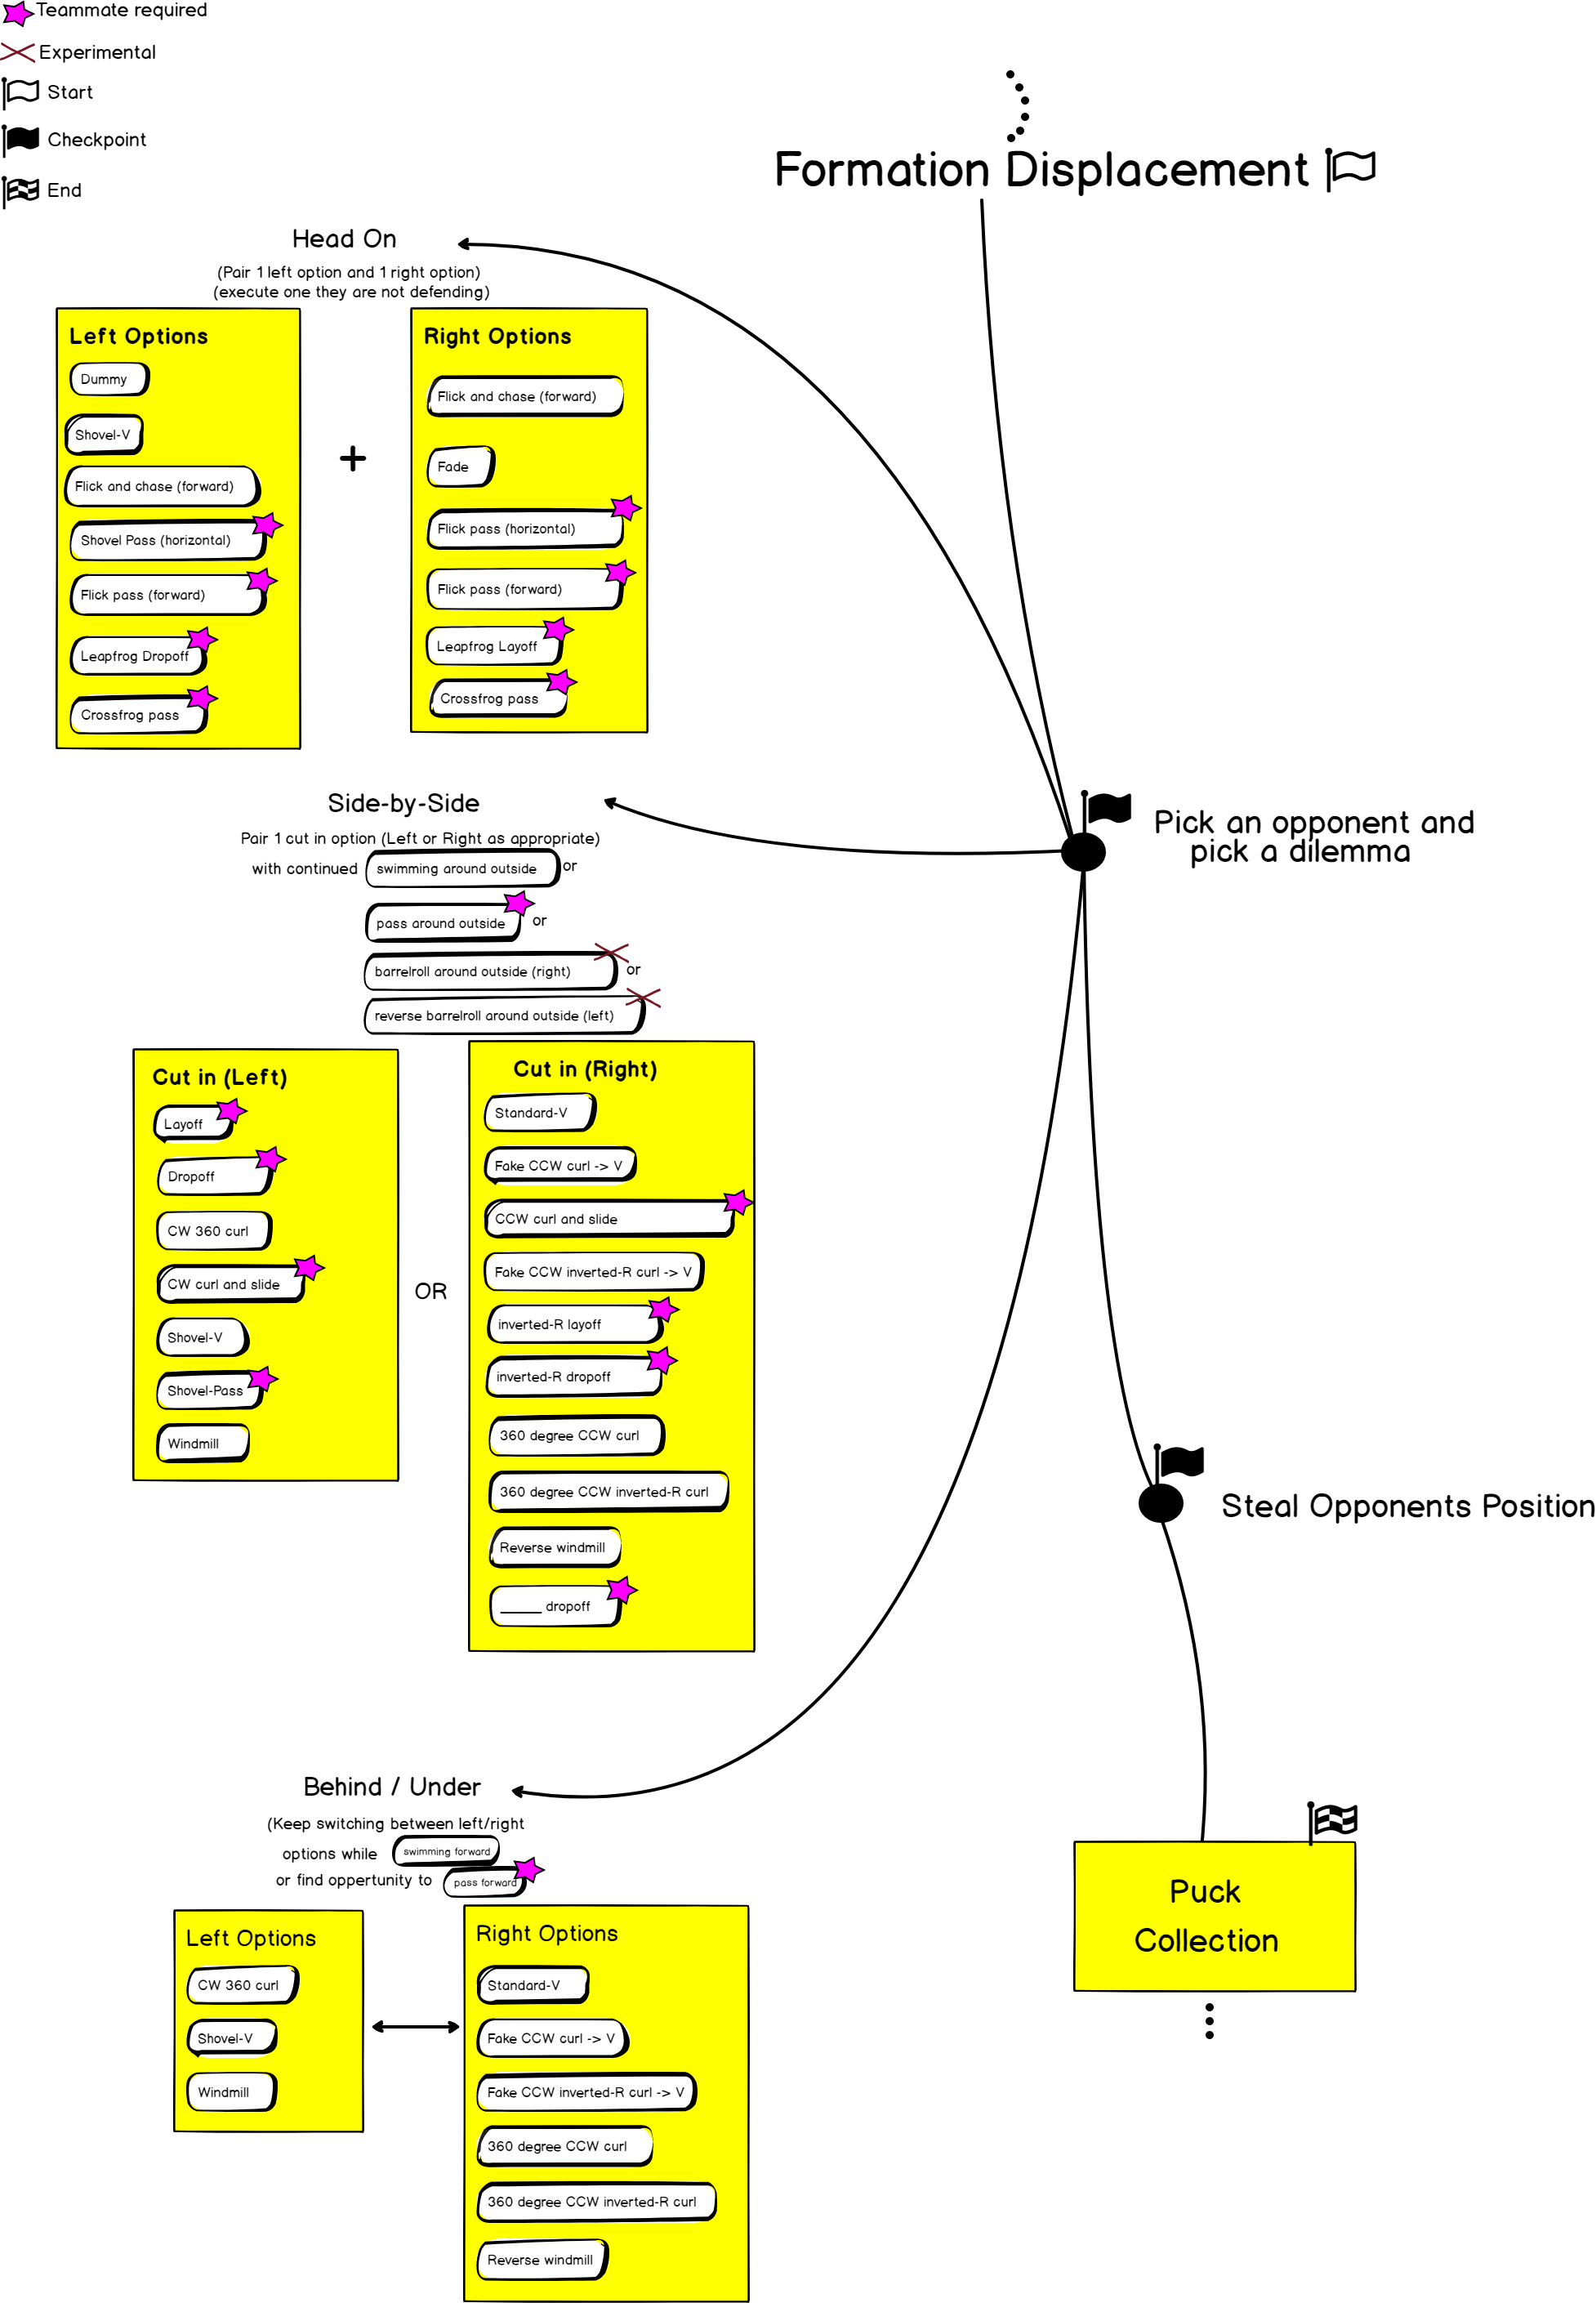 Teammate required
Experimental
Start
Checkpoint
End
Formation Displacement
Head On
(Pair 1 left option and 1 right option)
(execute one they are not defending)
Left Options
Dummy
Shovel-V
Flick and chase (forward)
Shovel Pass (horizontal)
Flick pass (forward)
Leapfrog Dropoff
Crossfrog pass
+
Right Options
Flick and chase (forward)
Fade
Flick pass (horizontal)
Flick pass (forward)
Leapfrog Layoff
Crossfrog pass
Pick an opponent and
pick a dilemma
Side-by-Side
Pair 1 cut in option (Left or Right as appropriate)
with continued swimming around outside or
pass around outside or
barrelroll around outside (right) or
reverse barrelroll around outside (left)
Cut in (Left)
Layoff
Dropoff
CW 360 curl
CW curl and slide
Shovel-V
Shovel-Pass
Windmill
OR
Cut in (Right)
Standard-V
Fake CCW curl -> V
CCW curl and slide
Fake CCW inverted-R curl -> V
inverted-R layoff
inverted-R dropoff
360 degree CCW curl
360 degree CCW inverted-R curl
Reverse windmill
_____ dropoff
Steal Opponents Position
Behind / Under
(Keep switching between left/right
options while swimming forward
or find oppertunity to pass forward
Left Options
CW 360 curl
Shovel-V
Windmill
Right Options
Standard-V
Fake CCW curl -> V
Fake CCW inverted-R curl -> V
360 degree CCW curl
360 degree CCW inverted-R curl
Reverse windmill
Puck
Collection